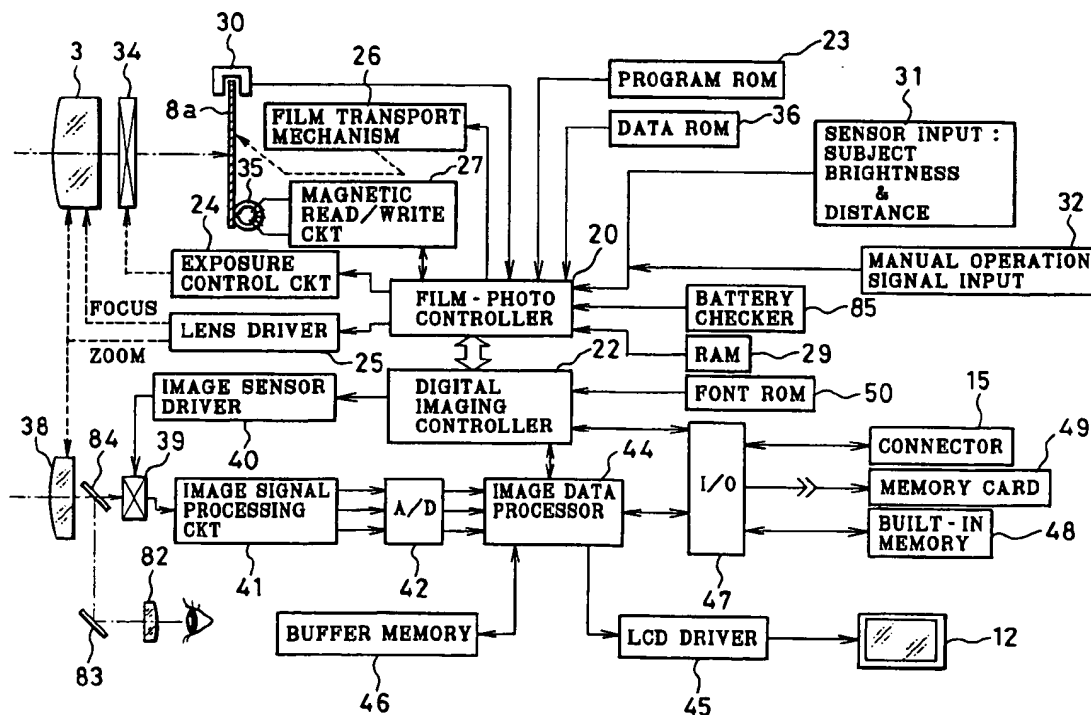 3
34
30
26
8a
FILM TRANSPORT
MECHANISM
27
35
MAGNETIC
READ/WRITE
CKT
24
EXPOSURE
CONTROL CKT
FOCUS
ZOOM
LENS DRIVER
25
20
FILM-PHOTO
CONTROLLER
23
PROGRAM ROM
36
DATA ROM
31
SENSOR INPUT :
SUBJECT
BRIGHTNESS
&
DISTANCE
32
MANUAL OPERATION
SIGNAL INPUT
BATTERY
CHECKER
85
RAM
29
22
DIGITAL
IMAGING
CONTROLLER
FONT ROM
50
IMAGE SENSOR
DRIVER
40
38
84
39
IMAGE SIGNAL
PROCESSING
CKT
41
A/D
42
44
IMAGE DATA
PROCESSOR
I/O
47
15
CONNECTOR
49
MEMORY CARD
BUILT-IN
MEMORY
48
82
83
BUFFER MEMORY
46
LCD DRIVER
45
12